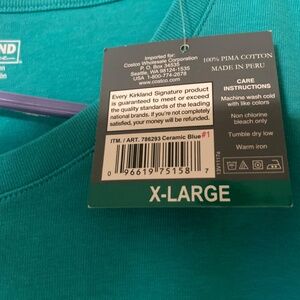 Imported for:
Costco Wholesale Corporation
P. O. Box 34535
Seattle, WA 98124-1535
USA 1-800-774-2678
www.costco.com
Every Kirkland Signature product
is guaranteed to meet or exceed
the quality standards of the leading
national brands. If you're not completely
satisfied, your money will be refunded.
ITM. / ART. 786293 Ceramic Blue #1
0 96619 75158 7
X-LARGE
100% PIMA COTTON
MADE IN PERU
CARE
INSTRUCTIONS
Machine wash cold
with like colors
Non chlorine
bleach only
Tumble dry low
Warm iron